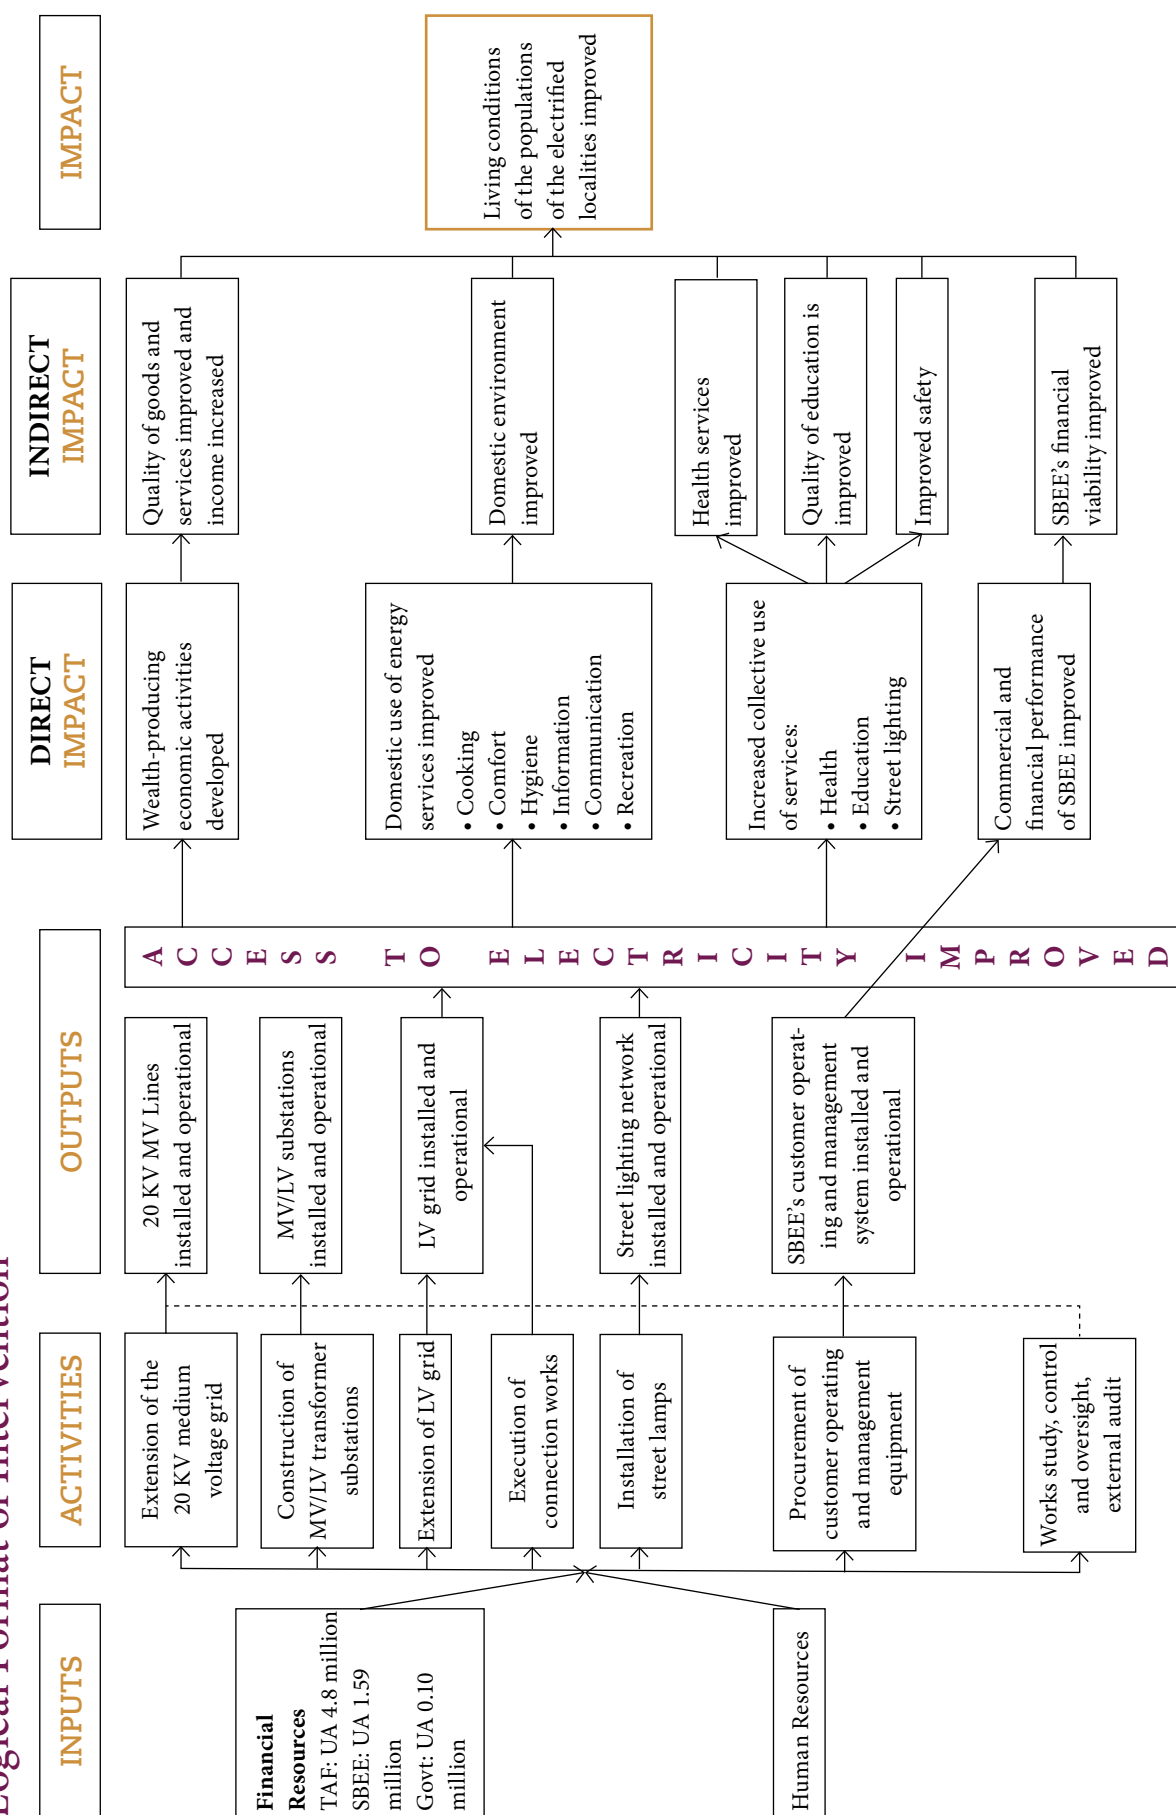 Logical Format of Intervention
INPUTS
ACTIVITIES
OUTPUTS
DIRECT
IMPACT
INDIRECT
IMPACT
IMPACT
Financial
Resources
TAF: UA 4.8 million
SBEE: UA 1.59
million
Govt: UA 0.10
million
Human Resources
Extension of the
20 KV medium
voltage grid
Construction of
MV/LV transformer
substations
Extension of LV grid
Execution of
connection works
Installation of
street lamps
Procurement of
customer operating
and management
equipment
Works study, control
and oversight,
external audit
20 KV MV Lines
installed and operational
MV/LV substations
installed and operational
LV grid installed and
operational
Street lighting network
installed and operational
SBEE's customer operat-
ing and management
system installed and
operational
ACCESS TO ELECTRICITY IMPROVED
Wealth-producing
economic activities
developed
Domestic use of energy
services improved
• Cooking
• Comfort
• Hygiene
• Information
• Communication
• Recreation
Increased collective use
of services:
• Health
• Education
• Street lighting
Commercial and
financial performance
of SBEE improved
Quality of goods and
services improved and
income increased
Domestic environment
improved
Health services
improved
Quality of education is
improved
Improved safety
SBEE's financial
viability improved
Living conditions
of the populations
of the electrified
localities improved